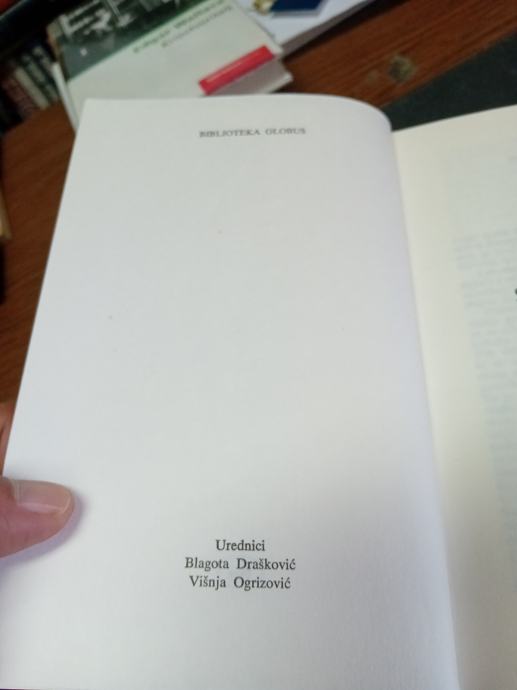 BIBLIOTEKA GLOBUS
Urednici
Blagota Drašković
Višnja Ogrizović